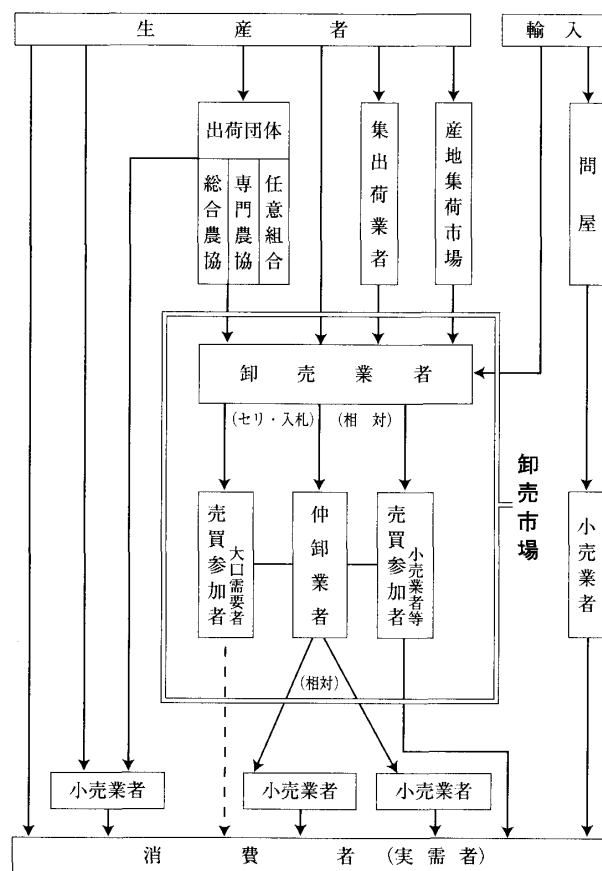 生産者
輸入
出荷団体
総合農協
専門農協
任意組合
集出荷業者
産地集荷市場
問屋
卸売業者
(セリ・入札)
(相対)
卸売市場
売買参加者
大口需要者
仲卸業者
売買参加者
小売業者等
小売業者
(相対)
小売業者
小売業者
小売業者
消費者(実需者)